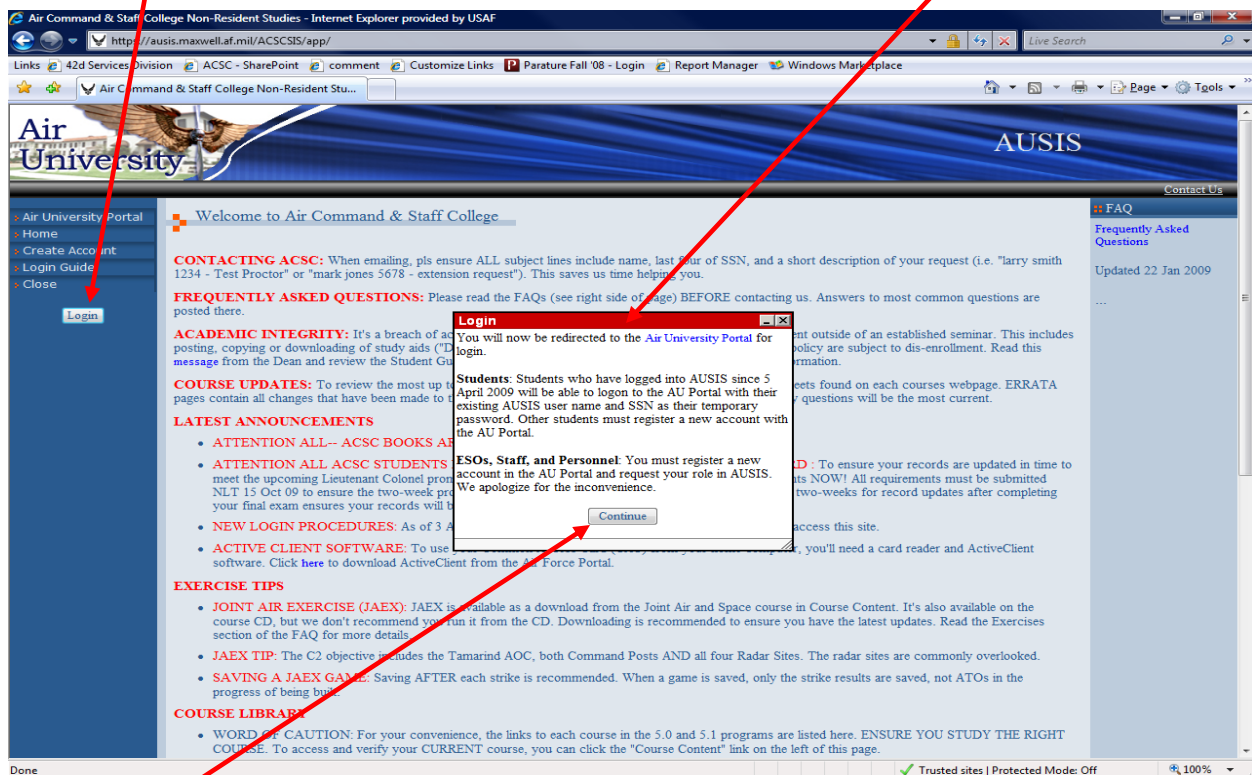 Air Command & Staff College Non-Resident Studies - Internet Explorer provided by USAF
https://ausis.maxwell.af.mil/ACSCSIS/app/
Live Search
Links 42d Services Division ACSC - SharePoint comment Customize Links Parature Fall '08 - Login Report Manager Windows Marketplace
Air Command & Staff College Non-Resident Stu...
Page Tools
Air
University
AUSIS
Contact Us
Air University Portal
Home
Create Account
Login Guide
Close
Login
Welcome to Air Command & Staff College
CONTACTING ACSC: When emailing, pls ensure ALL subject lines include name, last four of SSN, and a short description of your request (i.e. "larry smith
1234 - Test Proctor" or "mark jones 5678 - extension request"). This saves us time helping you.
FREQUENTLY ASKED QUESTIONS: Please read the FAQs (see right side of page) BEFORE contacting us. Answers to most common questions are
posted there.
ACADEMIC INTEGRITY: It's a breach of ac
ent outside of an established seminar. This includes
posting, copying or downloading of study aids ("D
policy are subject to dis-enrollment. Read this
message from the Dean and review the Student Gu
rmation.
COURSE UPDATES: To review the most up t
eets found on each courses webpage. ERRATA
pages contain all changes that have been made to t
y questions will be the most current.
LATEST ANNOUNCEMENTS
ATTENTION ALL-- ACSC BOOKS A
ATTENTION ALL ACSC STUDENTS
RD : To ensure your records are updated in time to
meet the upcoming Lieutenant Colonel pro
nts NOW! All requirements must be submitted
NLT 15 Oct 09 to ensure the two-week pr
two-weeks for record updates after completing
your final exam ensures your records will b
NEW LOGIN PROCEDURES: As of 3 A
access this site.
ACTIVE CLIENT SOFTWARE: To use
r, you'll need a card reader and ActiveClient
software. Click here to download ActiveClient from the Air Force Portal.
EXERCISE TIPS
JOINT AIR EXERCISE (JAEX): JAEX is available as a download from the Joint Air and Space course in Course Content. It's also available on the
course CD, but we don't recommend you run it from the CD. Downloading is recommended to ensure you have the latest updates. Read the Exercises
section of the FAQ for more details.
JAEX TIP: The C2 objective includes the Tamarind AOC, both Command Posts AND all four Radar Sites. The radar sites are commonly overlooked.
SAVING A JAEX GAME: Saving AFTER each strike is recommended. When a game is saved, only the strike results are saved, not ATOs in the
progress of being built.
COURSE LIBRARY
WORD OF CAUTION: For your convenience, the links to each course in the 5.0 and 5.1 programs are listed here. ENSURE YOU STUDY THE RIGHT
COURSE. To access and verify your CURRENT course, you can click the "Course Content" link on the left of this page.
Login
You will now be redirected to the Air University Portal for
login.
Students: Students who have logged into AUSIS since 5
April 2009 will be able to logon to the AU Portal with their
existing AUSIS user name and SSN as their temporary
password. Other students must register a new account with
the AU Portal.
ESOs, Staff, and Personnel: You must register a new
account in the AU Portal and request your role in AUSIS.
We apologize for the inconvenience.
Continue
FAQ
Frequently Asked
Questions
Updated 22 Jan 2009
...
Done
Trusted sites | Protected Mode: Off
100%